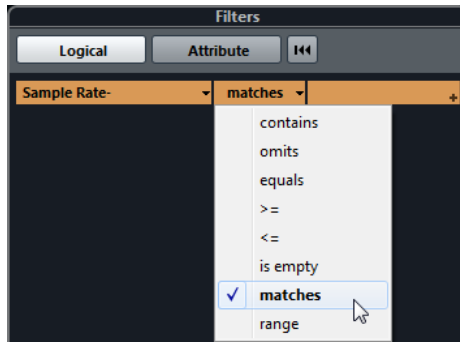 Filters
Logical Attribute
Sample Rate- matches +
contains
omits
equals
>=
<=
is empty
✓ matches
range